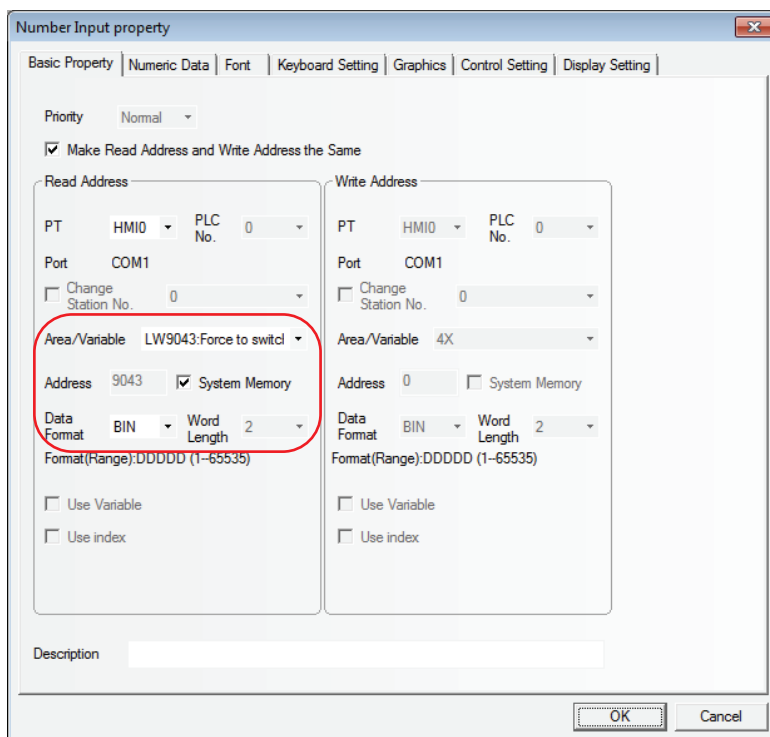 Number Input property
Basic Property Numeric Data Font Keyboard Setting Graphics Control Setting Display Setting
Priority Normal
Make Read Address and Write Address the Same
Read Address
PT HMI0 PLC No. 0
Port COM1
Change Station No. 0
Area/Variable LW9043:Force to switcl
Address 9043 System Memory
Data Format BIN Word Length 2
Format(Range):DDDDD (1--65535)
Use Variable
Use index
Write Address
PT HMI0 PLC No. 0
Port COM1
Change Station No. 0
Area/Variable 4X
Address 0 System Memory
Data Format BIN Word Length 2
Format(Range):DDDDD (1--65535)
Use Variable
Use index
Description
OK Cancel